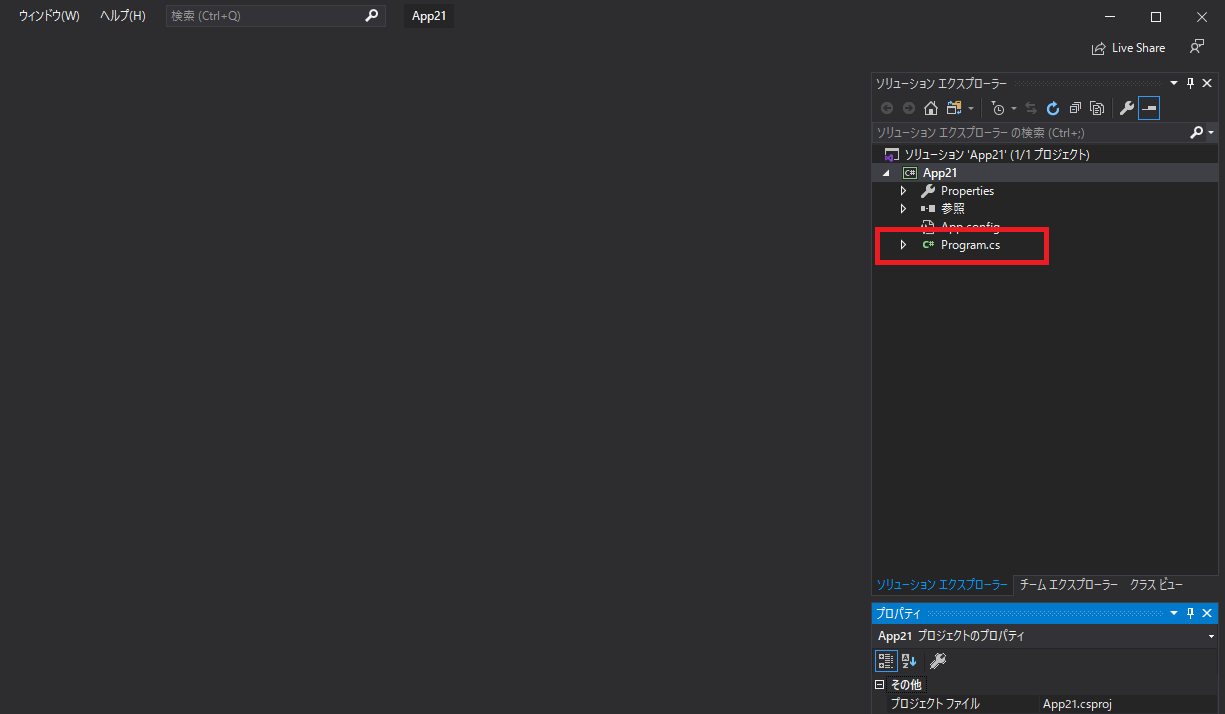 ウィンドウ(W) ヘルプ(H) 検索 (Ctrl+Q) App21
Live Share
ソリューション エクスプローラー
ソリューション エクスプローラー の検索 (Ctrl+;)
ソリューション 'App21' (1/1 プロジェクト)
C# App21
Properties
参照
App.config
C# Program.cs
ソリューション エクスプローラー チーム エクスプローラー クラス ビュー
プロパティ
App21 プロジェクトのプロパティ
その他
プロジェクト ファイル App21.csproj